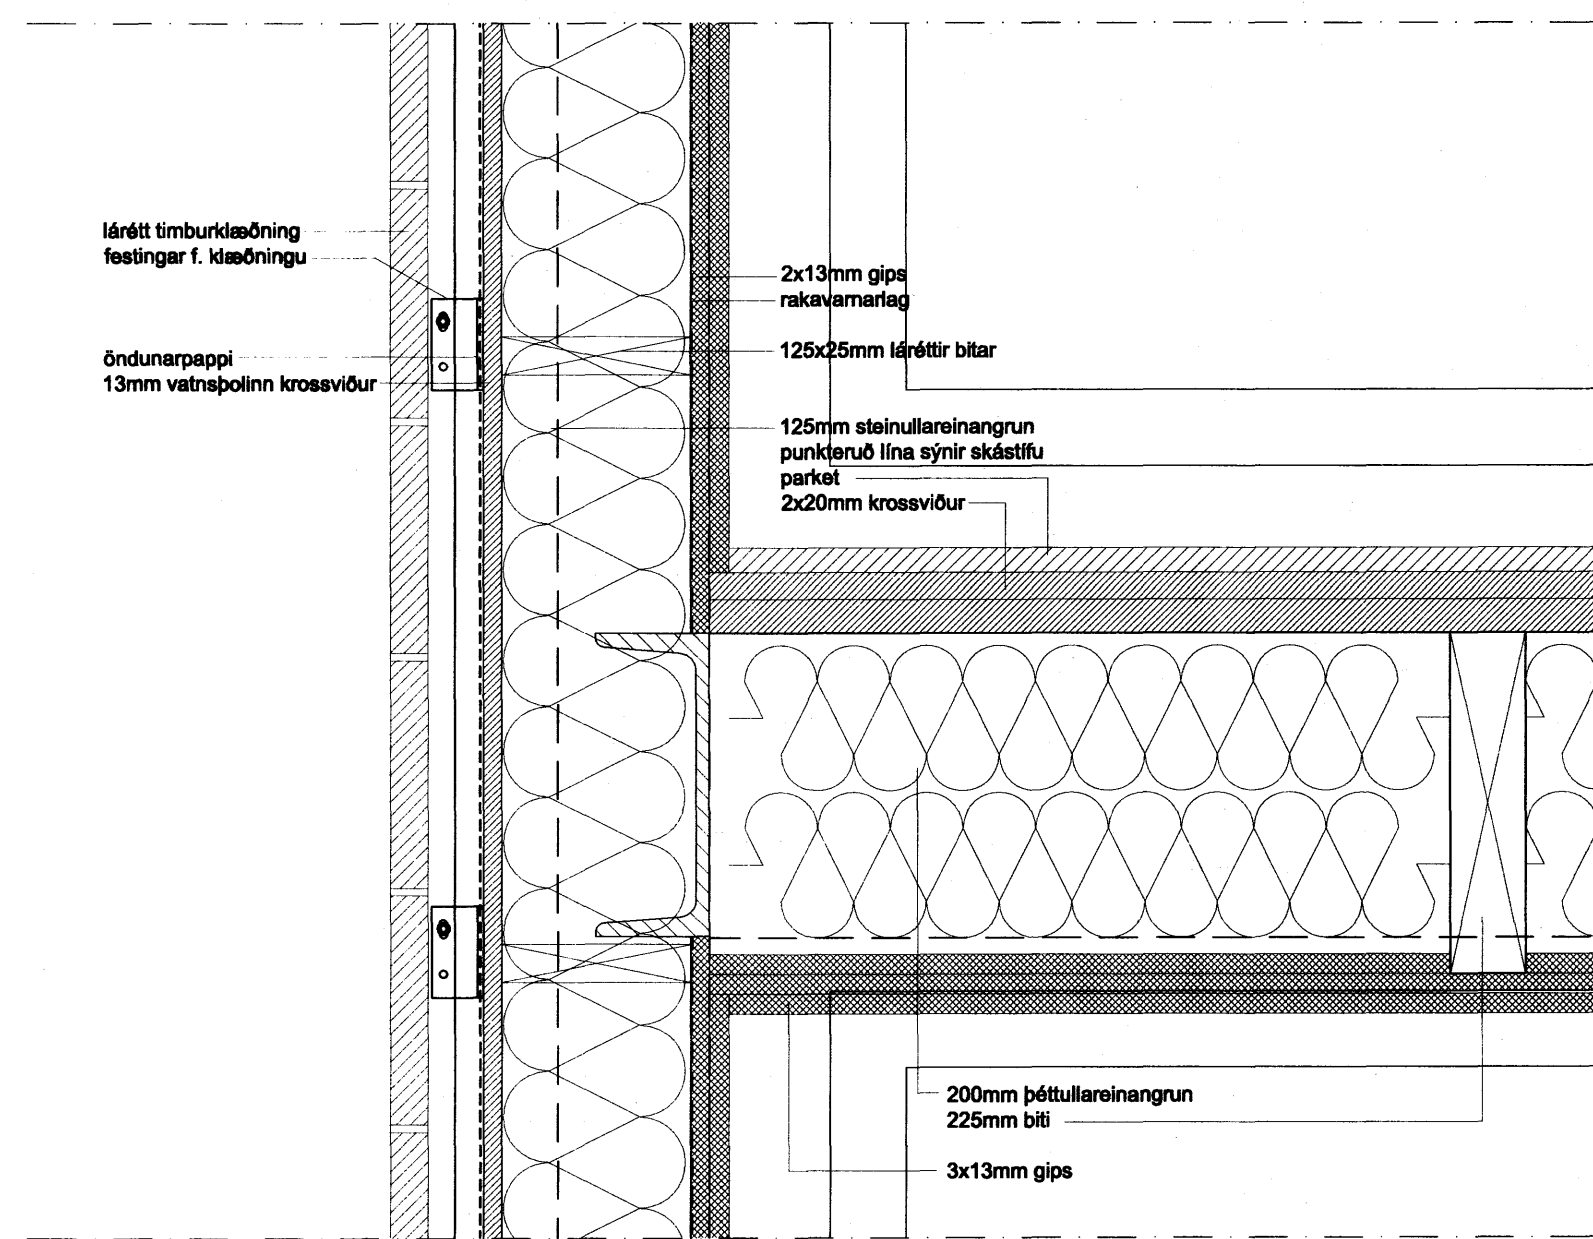 lárétt timburklæðning
festingar f. klæðningu
öndunarpappi
13mm vatnsþolinn krossviður
2x13mm gips
rakavarnarlag
125x25mm láréttir bitar
125mm steinullareinangrun
punkteruð lína sýnir skástífu
parket
2x20mm krossviður
200mm þéttullareinangrun
225mm biti
3x13mm gips